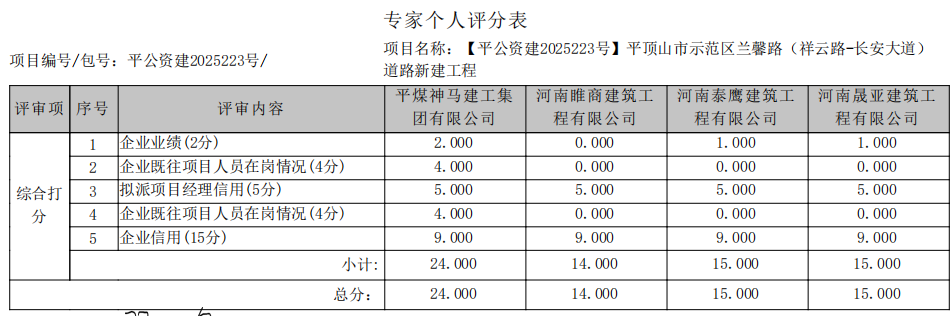 专家个人评分表
项目编号/包号：平公资建2025223号/
项目名称：【平公资建2025223号】平顶山市示范区兰馨路（祥云路-长安大道）
道路新建工程
评审项 序号 评审内容 平煤神马建工集团有限公司 河南睢商建筑工程有限公司 河南泰鹰建筑工程有限公司 河南晟亚建筑工程有限公司
综合打分
1 企业业绩(2分) 2.000 0.000 1.000 1.000
2 企业既往项目人员在岗情况(4分) 4.000 0.000 0.000 0.000
3 拟派项目经理信用(5分) 5.000 5.000 5.000 5.000
4 企业既往项目人员在岗情况(4分) 4.000 0.000 0.000 0.000
5 企业信用(15分) 9.000 9.000 9.000 9.000
小计: 24.000 14.000 15.000 15.000
总分： 24.000 14.000 15.000 15.000